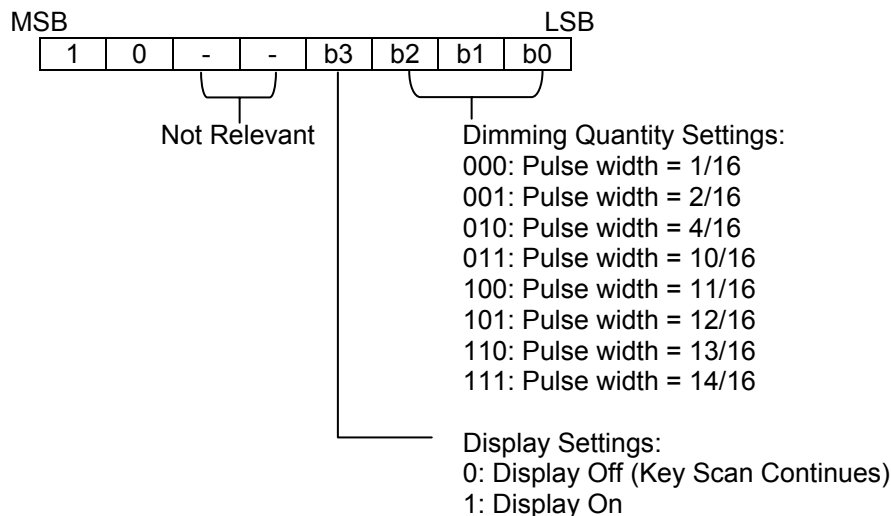 MSB LSB
1 0 - - b3 b2 b1 b0
Not Relevant
Dimming Quantity Settings:
000: Pulse width = 1/16
001: Pulse width = 2/16
010: Pulse width = 4/16
011: Pulse width = 10/16
100: Pulse width = 11/16
101: Pulse width = 12/16
110: Pulse width = 13/16
111: Pulse width = 14/16
Display Settings:
0: Display Off (Key Scan Continues)
1: Display On